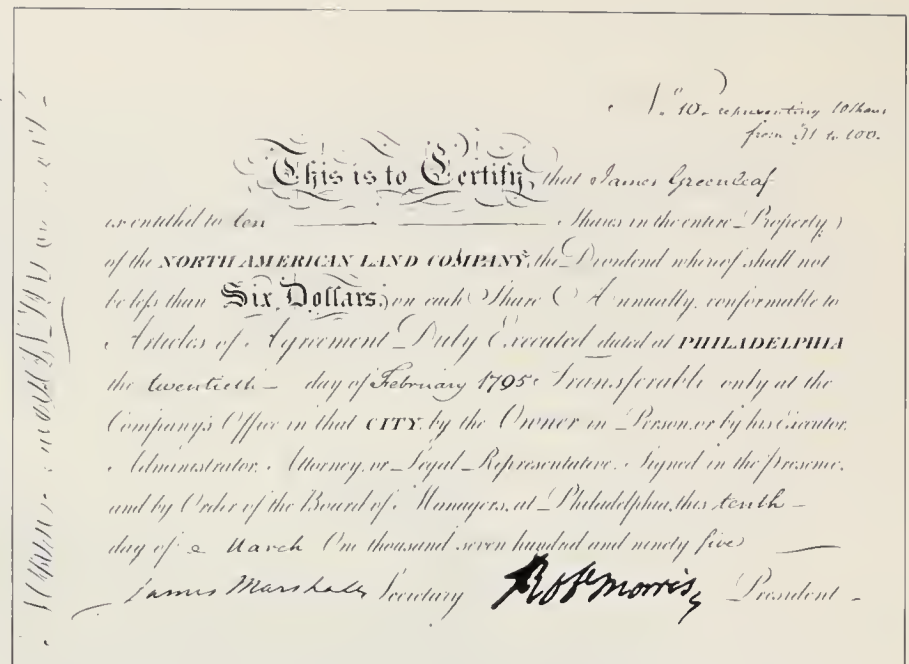 No. 10. representing 10 Shares
from 91 to 100.
This is to Certify, that James Greenleaf
is entitled to ten Shares in the entire Property
of the NORTH AMERICAN LAND COMPANY, the Dividend whereof shall not
be less than Six Dollars, on each Share Annually, conformable to
Articles of Agreement Duly Executed dated at PHILADELPHIA
the twentieth day of February 1795. Transferable only at the
Company's Office in that CITY, by the Owner in Person, or by his Executor,
Administrator, Attorney, or Legal Representative. Signed in the presence,
and by Order of the Board of Managers, at Philadelphia, this tenth
day of March One thousand seven hundred and ninety five
James Marshall Secretary Robt Morris, President